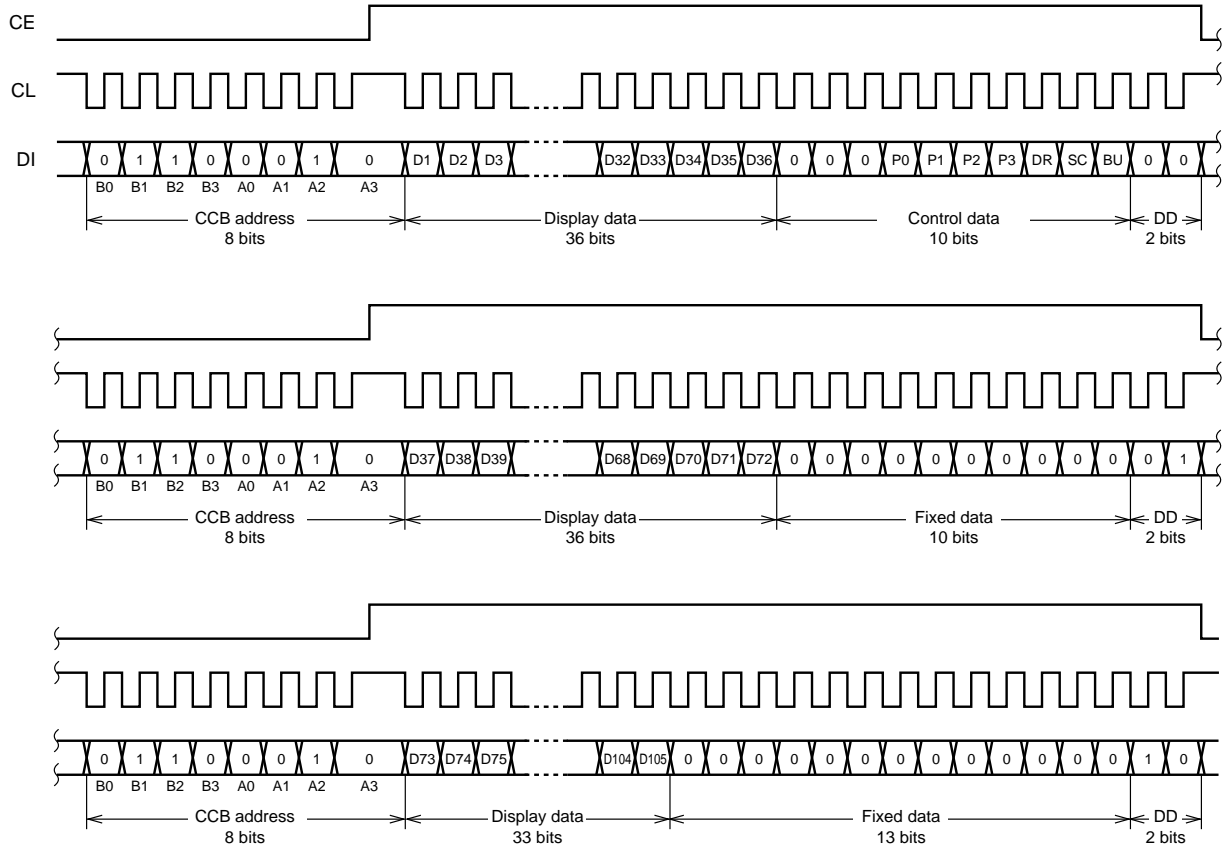 CE
CL
DI 0 1 1 0 0 0 1 0 D1 D2 D3 D32 D33 D34 D35 D36 0 0 0 P0 P1 P2 P3 DR SC BU 0 0
B0 B1 B2 B3 A0 A1 A2 A3
CCB address Display data Control data DD
8 bits 36 bits 10 bits 2 bits
0 1 1 0 0 0 1 0 D37 D38 D39 D68 D69 D70 D71 D72 0 0 0 0 0 0 0 0 0 0 0 1
B0 B1 B2 B3 A0 A1 A2 A3
CCB address Display data Fixed data DD
8 bits 36 bits 10 bits 2 bits
0 1 1 0 0 0 1 0 D73 D74 D75 D104 D105 0 0 0 0 0 0 0 0 0 0 0 0 0 1 0
B0 B1 B2 B3 A0 A1 A2 A3
CCB address Display data Fixed data DD
8 bits 33 bits 13 bits 2 bits